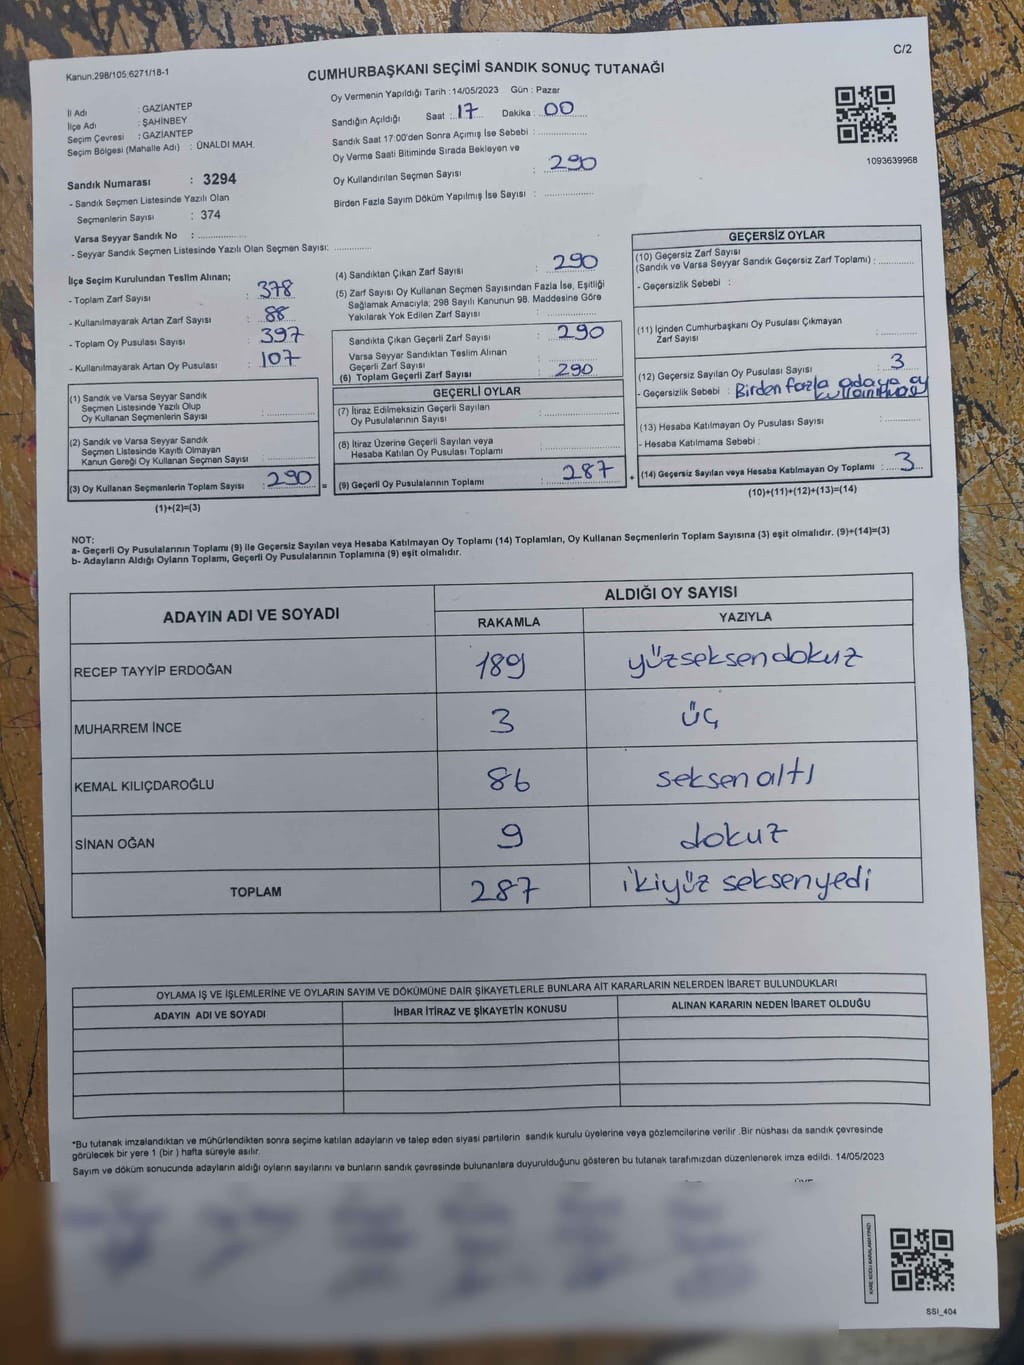 C/2
Kanun:298/105,6271/18-1
CUMHURBAŞKANI SEÇİMİ SANDIK SONUÇ TUTANAĞI
Oy Vermenin Yapıldığı Tarih : 14/05/2023 Gün : Pazar
İl Adı : GAZİANTEP
İlçe Adı : ŞAHİNBEY
Seçim Çevresi : GAZİANTEP
Seçim Bölgesi (Mahalle Adı) : ÜNALDI MAH.
Sandığın Açıldığı Saat : 17 Dakika : 00
Sandık Saat 17:00'den Sonra Açımış İse Sebebi :
Oy Verme Saati Bitiminde Sırada Bekleyen ve
Oy Kullandırılan Seçmen Sayısı : 290
Birden Fazla Sayım Döküm Yapılmış İse Sayısı :
1093639968
Sandık Numarası : 3294
- Sandık Seçmen Listesinde Yazılı Olan
Seçmenlerin Sayısı : 374
Varsa Seyyar Sandık No :
- Seyyar Sandık Seçmen Listesinde Yazılı Olan Seçmen Sayısı:
İlçe Seçim Kurulundan Teslim Alınan;
- Toplam Zarf Sayısı : 378
- Kullanılmayarak Artan Zarf Sayısı : 88
- Toplam Oy Pusulası Sayısı : 397
- Kullanılmayarak Artan Oy Pusulası : 107
(1) Sandık ve Varsa Seyyar Sandık
Seçmen Listesinde Yazılı Olup
Oy Kullanan Seçmenlerin Sayısı :
(2) Sandık ve Varsa Seyyar Sandık
Seçmen Listesinde Kayıtlı Olmayan
Kanun Gereği Oy Kullanan Seçmen Sayısı :
(3) Oy Kullanan Seçmenlerin Toplam Sayısı : 290 =
(1)+(2)=(3)
(4) Sandıktan Çıkan Zarf Sayısı : 290
(5) Zarf Sayısı Oy Kullanan Seçmen Sayısından Fazla İse, Eşitliği
Sağlamak Amacıyla; 298 Sayılı Kanunun 98. Maddesine Göre
Yakılarak Yok Edilen Zarf Sayısı :
Sandıkta Çıkan Geçerli Zarf Sayısı : 290
Varsa Seyyar Sandıktan Teslim Alınan
Geçerli Zarf Sayısı :
(6) Toplam Geçerli Zarf Sayısı : 290
GEÇERLİ OYLAR
(7) İtiraz Edilmeksizin Geçerli Sayılan
Oy Pusulalarının Sayısı :
(8) İtiraz Üzerine Geçerli Sayılan veya
Hesaba Katılan Oy Pusulası Toplamı :
(9) Geçerli Oy Pusulalarının Toplamı : 287 +
GEÇERSİZ OYLAR
(10) Geçersiz Zarf Sayısı
(Sandık ve Varsa Seyyar Sandık Geçersiz Zarf Toplamı) :
- Geçersizlik Sebebi :
(11) İçinden Cumhurbaşkanı Oy Pusulası Çıkmayan
Zarf Sayısı :
(12) Geçersiz Sayılan Oy Pusulası Sayısı : 3
- Geçersizlik Sebebi : Birden fazla adaya oy
kullanılması
(13) Hesaba Katılmayan Oy Pusulası Sayısı :
- Hesaba Katılmama Sebebi :
(14) Geçersiz Sayılan veya Hesaba Katılmayan Oy Toplamı : 3
(10)+(11)+(12)+(13)=(14)
NOT:
a- Geçerli Oy Pusulalarının Toplamı (9) ile Geçersiz Sayılan veya Hesaba Katılmayan Oy Toplamı (14) Toplamları, Oy Kullanan Seçmenlerin Toplam Sayısına (3) eşit olmalıdır. (9)+(14)=(3)
b- Adayların Aldığı Oyların Toplamı, Geçerli Oy Pusulalarının Toplamına (9) eşit olmalıdır.
ADAYIN ADI VE SOYADI
ALDIĞI OY SAYISI
RAKAMLA YAZIYLA
RECEP TAYYİP ERDOĞAN 189 yüzseksendokuz
MUHARREM İNCE 3 üç
KEMAL KILIÇDAROĞLU 86 seksenaltı
SİNAN OĞAN 9 dokuz
TOPLAM 287 ikiyüz seksenyedi
OYLAMA İŞ VE İŞLEMLERİNE VE OYLARIN SAYIM VE DÖKÜMÜNE DAİR ŞİKAYETLERLE BUNLARA AİT KARARLARIN NELERDEN İBARET BULUNDUKLARI
ADAYIN ADI VE SOYADI İHBAR İTİRAZ VE ŞİKAYETİN KONUSU ALINAN KARARIN NEDEN İBARET OLDUĞU
*Bu tutanak imzalandıktan ve mühürlendikten sonra seçime katılan adayların ve talep eden siyasi partilerin sandık kurulu üyelerine veya gözlemcilerine verilir .Bir nüshası da sandık çevresinde
görülecek bir yere 1 (bir ) hafta süreyle asılır.
Sayım ve döküm sonucunda adayların aldığı oyların sayılarını ve bunların sandık çevresinde bulunanlara duyurulduğunu gösteren bu tutanak tarafımızdan düzenlenerek imza edildi. 14/05/2023
SSI_404